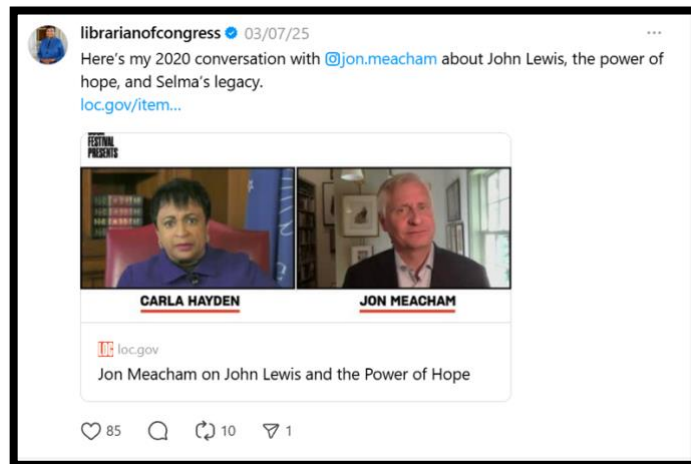 librarianofcongress 03/07/25
Here's my 2020 conversation with @jon.meacham about John Lewis, the power of
hope, and Selma's legacy.
loc.gov/item...
FESTIVAL
PRESENTS
CARLA HAYDEN
JON MEACHAM
LOC loc.gov
Jon Meacham on John Lewis and the Power of Hope
85 10 1